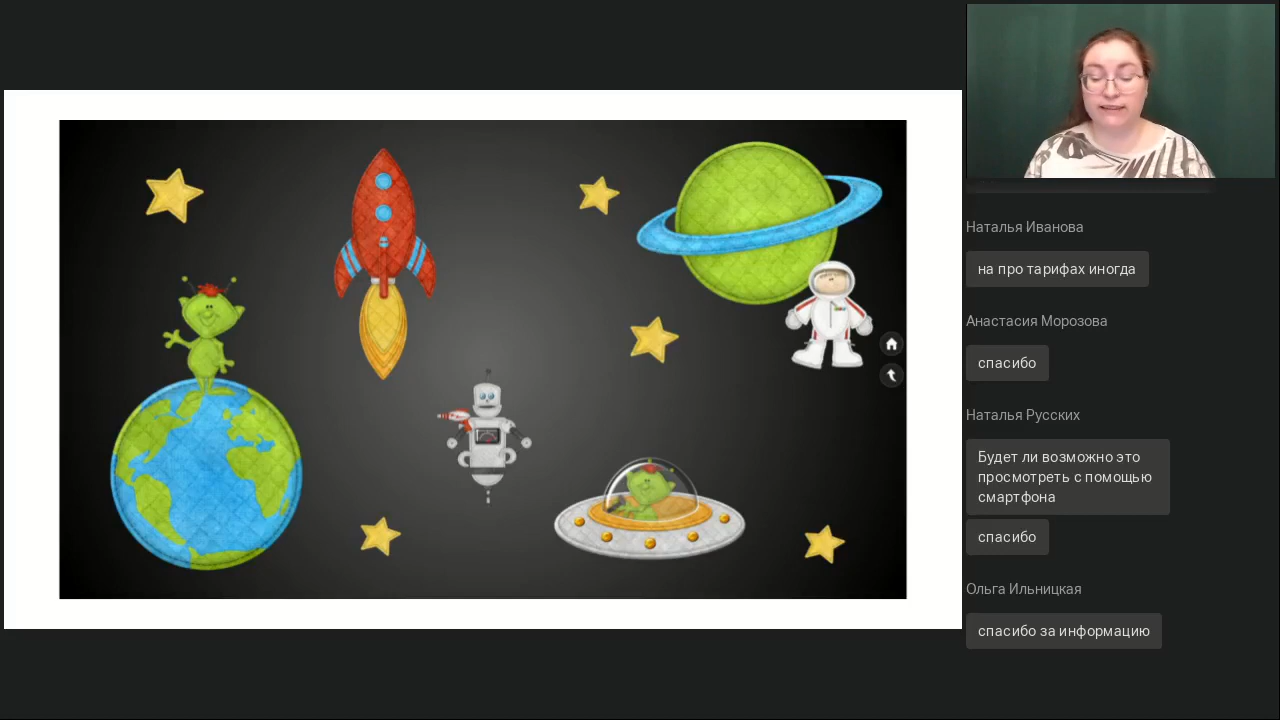 Наталья Иванова
на про тарифах иногда
Анастасия Морозова
спасибо
Наталья Русских
Будет ли возможно это
просмотреть с помощью
смартфона
спасибо
Ольга Ильницкая
спасибо за информацию